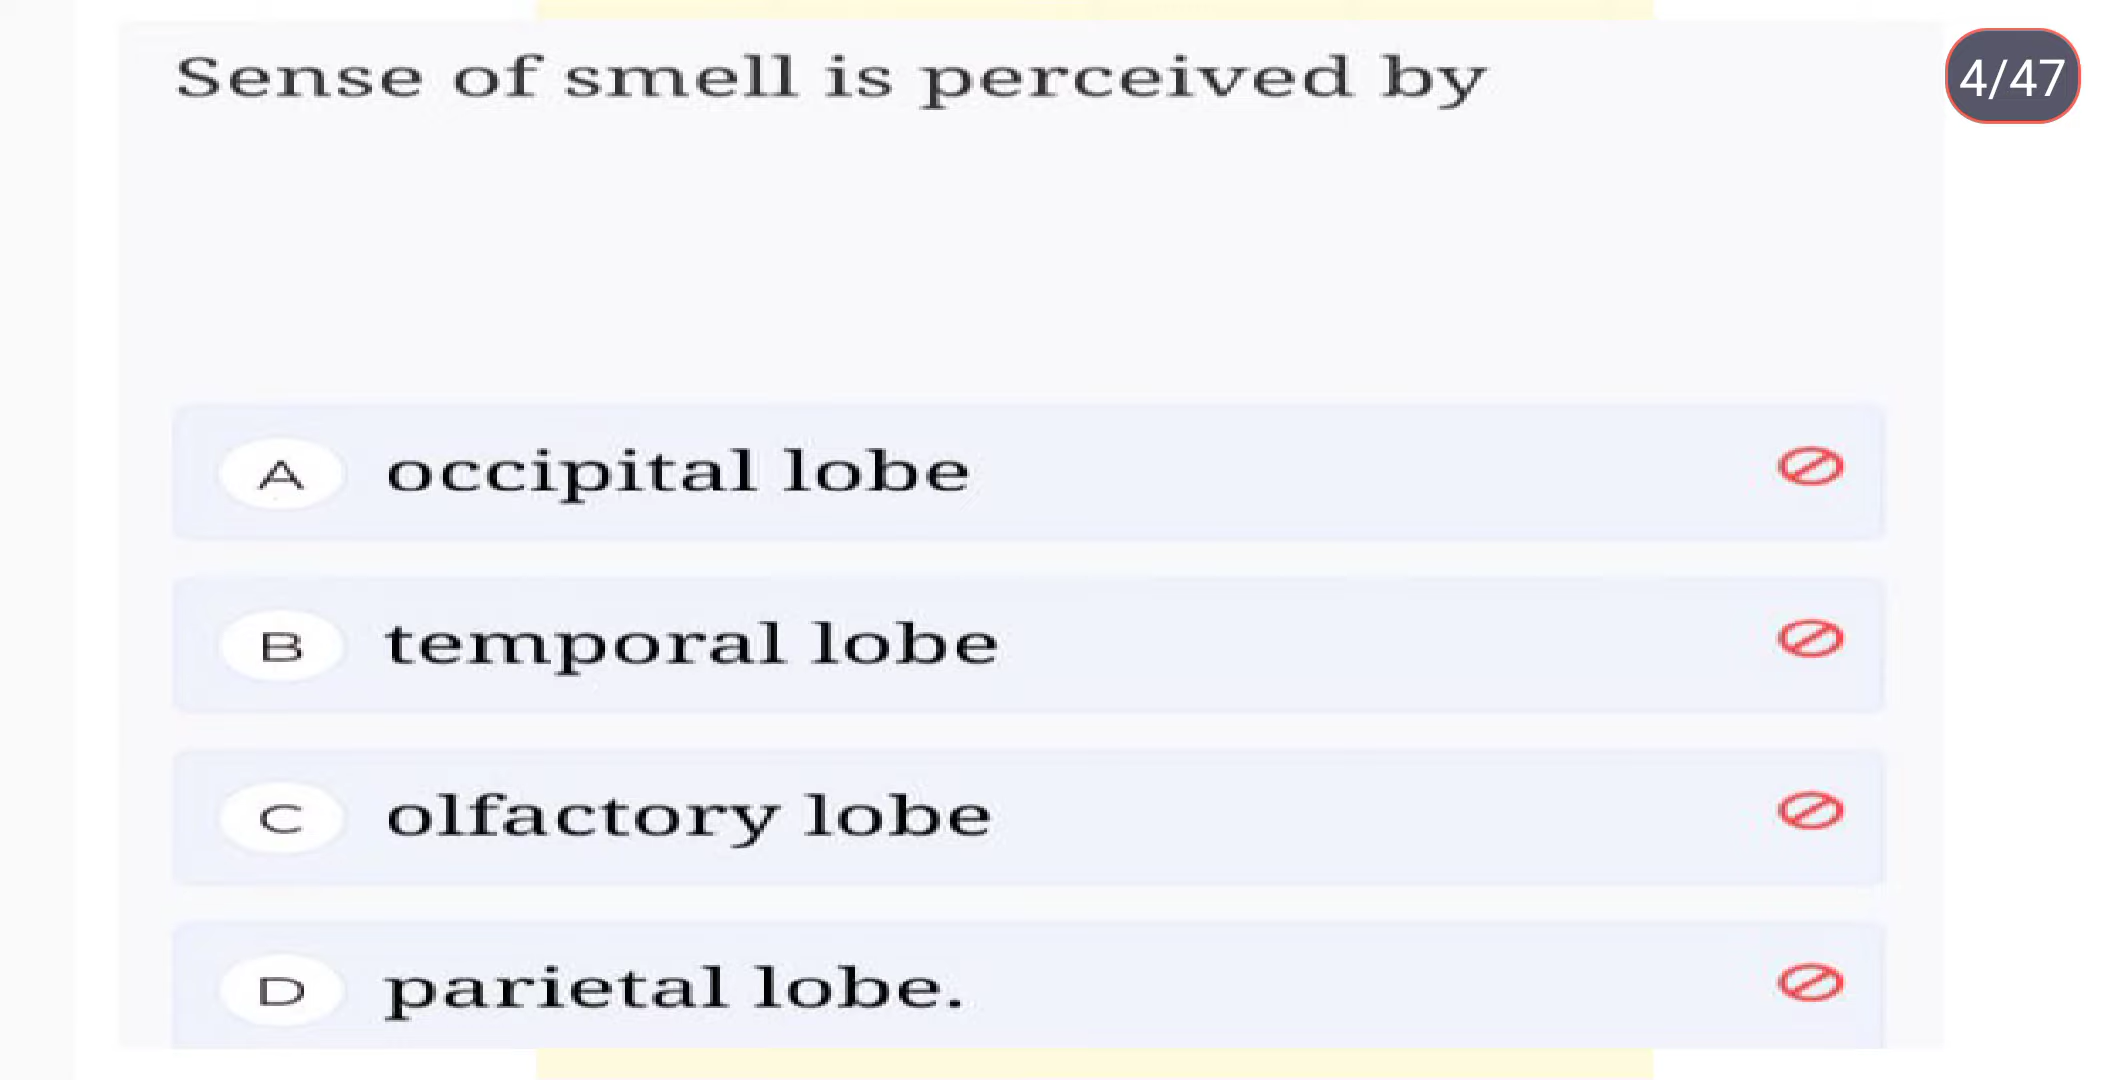 Sense of smell is perceived by
4/47
A occipital lobe
B temporal lobe
C olfactory lobe
D parietal lobe.